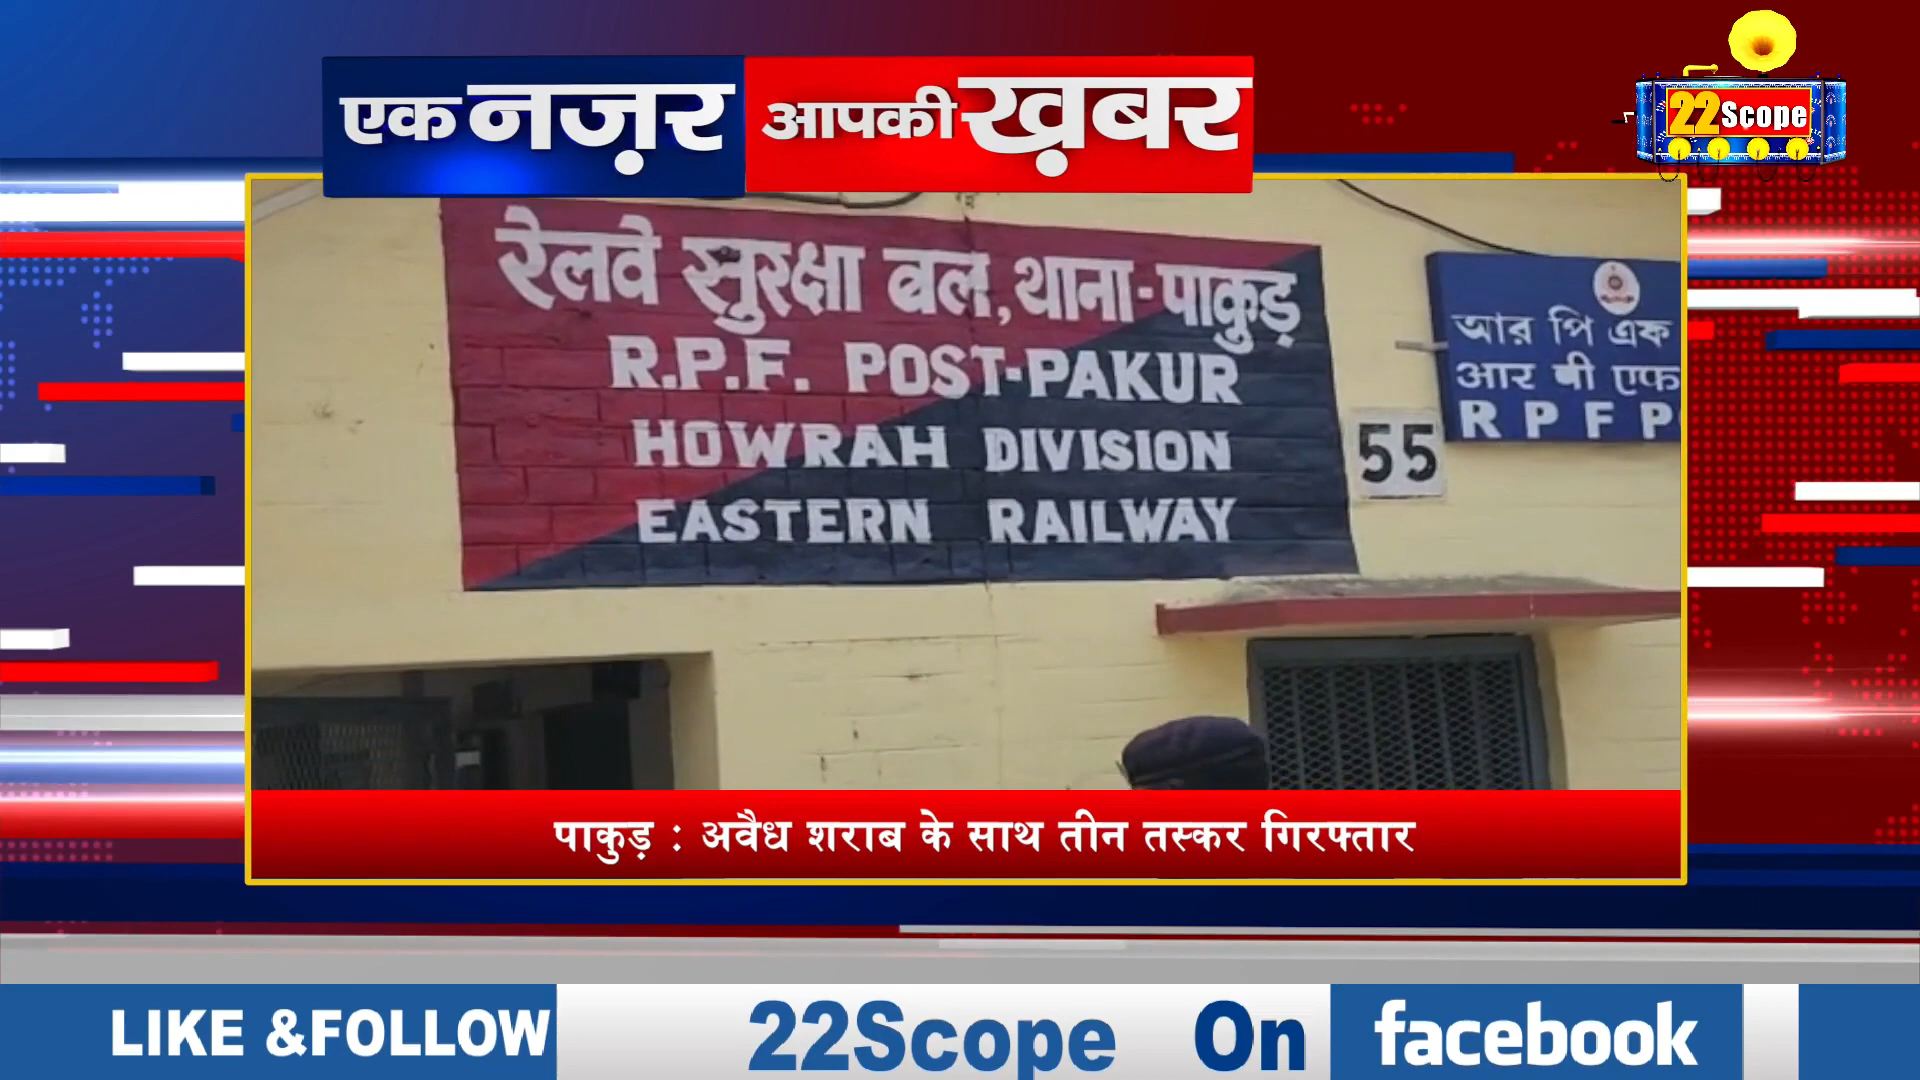 एक नज़र आपकी ख़बर
22Scope
रेलवे सुरक्षा बल, थाना-पाकुड़
R.P.F. POST-PAKUR
HOWRAH DIVISION
EASTERN RAILWAY
আর পি এফ
आर पी एफ
RPF
55
पाकुड़ : अवैध शराब के साथ तीन तस्कर गिरफ्तार
LIKE &FOLLOW 22Scope On facebook